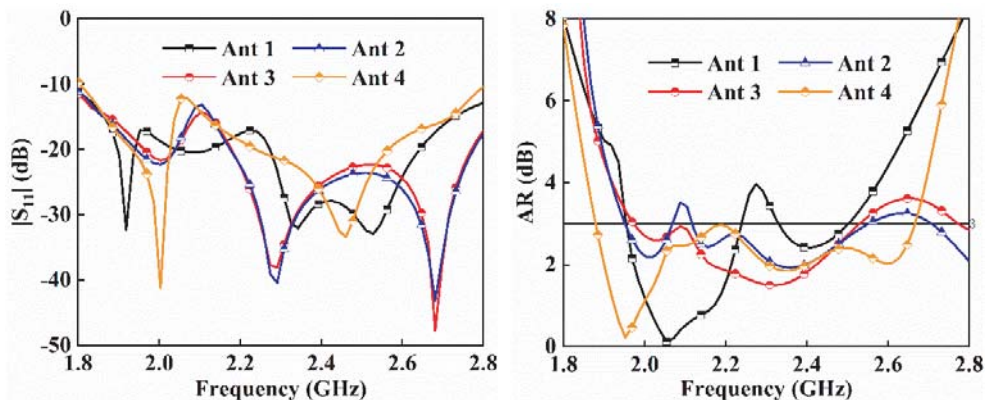 0
-10
-20
-30
-40
-50
|S₁₁| (dB)
Ant 1 Ant 2
Ant 3 Ant 4
1.8 2.0 2.2 2.4 2.6 2.8
Frequency (GHz)
8
6
4
2
0
AR (dB)
Ant 1 Ant 2
Ant 3 Ant 4
3
1.8 2.0 2.2 2.4 2.6 2.8
Frequency (GHz)